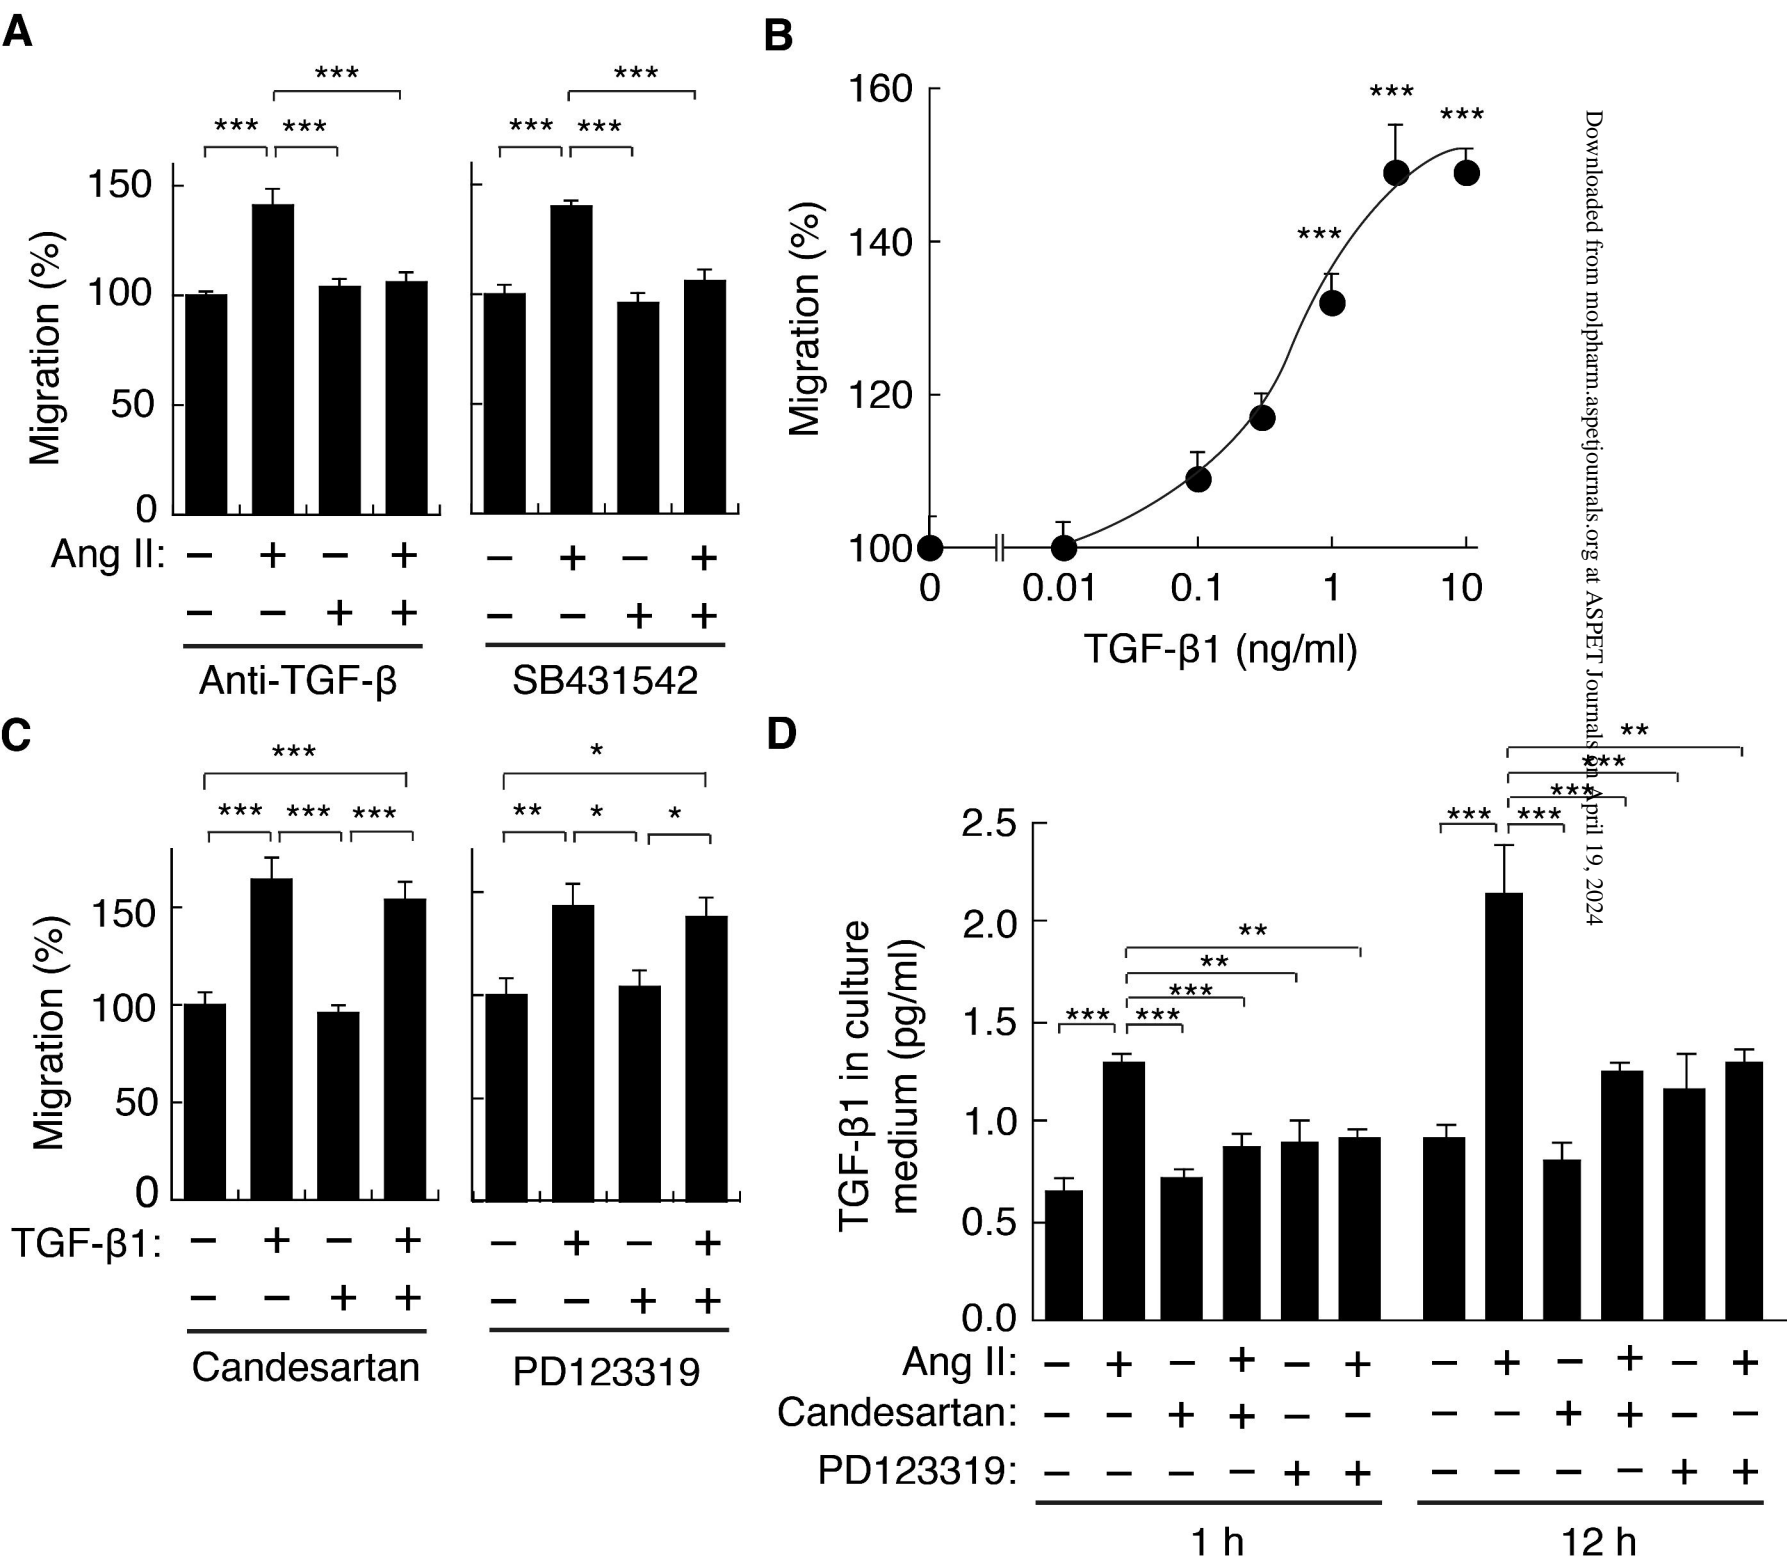 A
*** ***
*** *** *** ***
150
100
50
0
Migration (%)
Ang II: − + − + − + − +
− − + + − − + +
Anti-TGF-β SB431542
B
160
140
120
100
Migration (%)
***
***
***
0 0.01 0.1 1 10
TGF-β1 (ng/ml)
Downloaded from molpharm.aspetjournals.org at ASPET Journals on April 19, 2024
C
*** *
*** *** *** ** * *
150
100
50
0
Migration (%)
TGF-β1: − + − + − + − +
− − + + − − + +
Candesartan PD123319
D
**
***
***
*** ***
**
**
***
*** ***
2.5
2.0
1.5
1.0
0.5
0.0
TGF-β1 in culture
medium (pg/ml)
Ang II: − + − + − + − + − + − +
Candesartan: − − + + − − − − + + − −
PD123319: − − − − + + − − − − + +
1 h 12 h